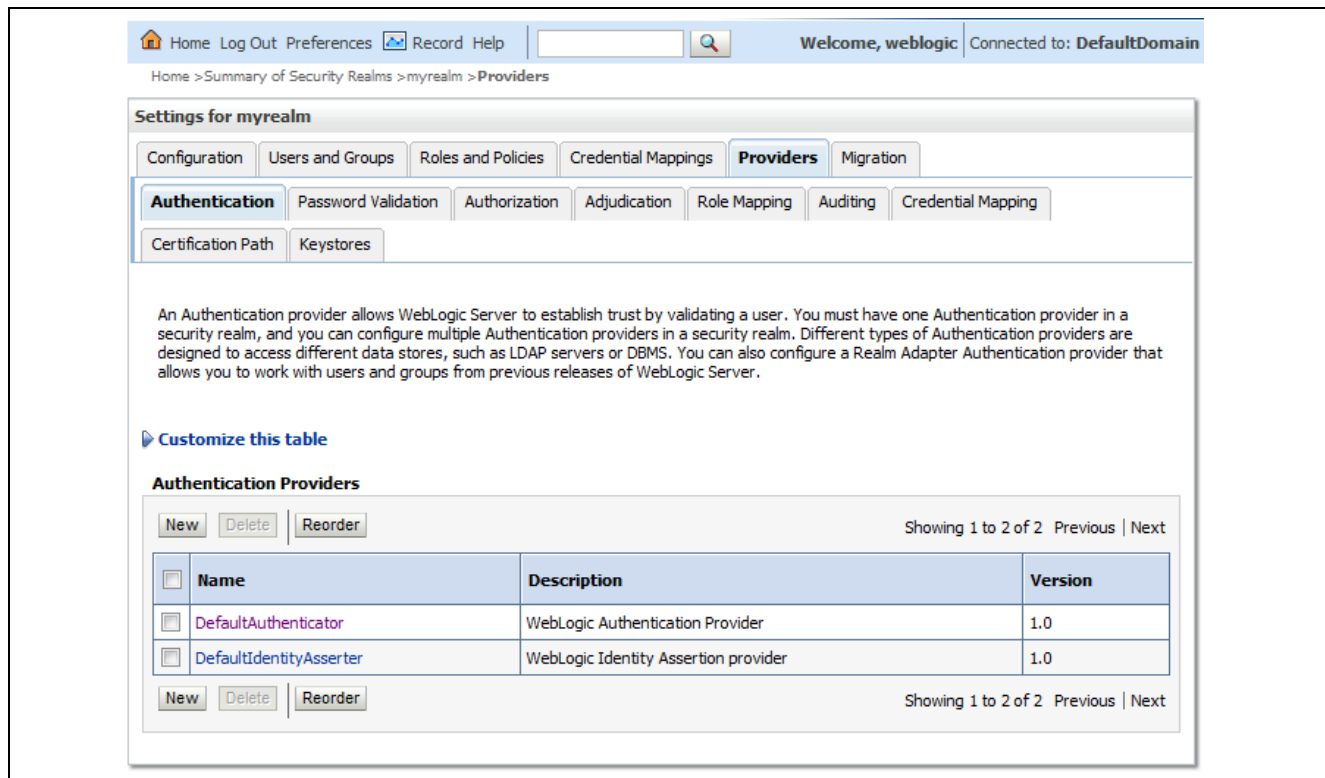 Home Log Out Preferences Record Help Welcome, weblogic Connected to: DefaultDomain
Home >Summary of Security Realms >myrealm >Providers
Settings for myrealm
Configuration Users and Groups Roles and Policies Credential Mappings Providers Migration
Authentication Password Validation Authorization Adjudication Role Mapping Auditing Credential Mapping
Certification Path Keystores
An Authentication provider allows WebLogic Server to establish trust by validating a user. You must have one Authentication provider in a
security realm, and you can configure multiple Authentication providers in a security realm. Different types of Authentication providers are
designed to access different data stores, such as LDAP servers or DBMS. You can also configure a Realm Adapter Authentication provider that
allows you to work with users and groups from previous releases of WebLogic Server.
Customize this table
Authentication Providers
New Delete Reorder Showing 1 to 2 of 2 Previous | Next
Name Description Version
DefaultAuthenticator WebLogic Authentication Provider 1.0
DefaultIdentityAsserter WebLogic Identity Assertion provider 1.0
New Delete Reorder Showing 1 to 2 of 2 Previous | Next